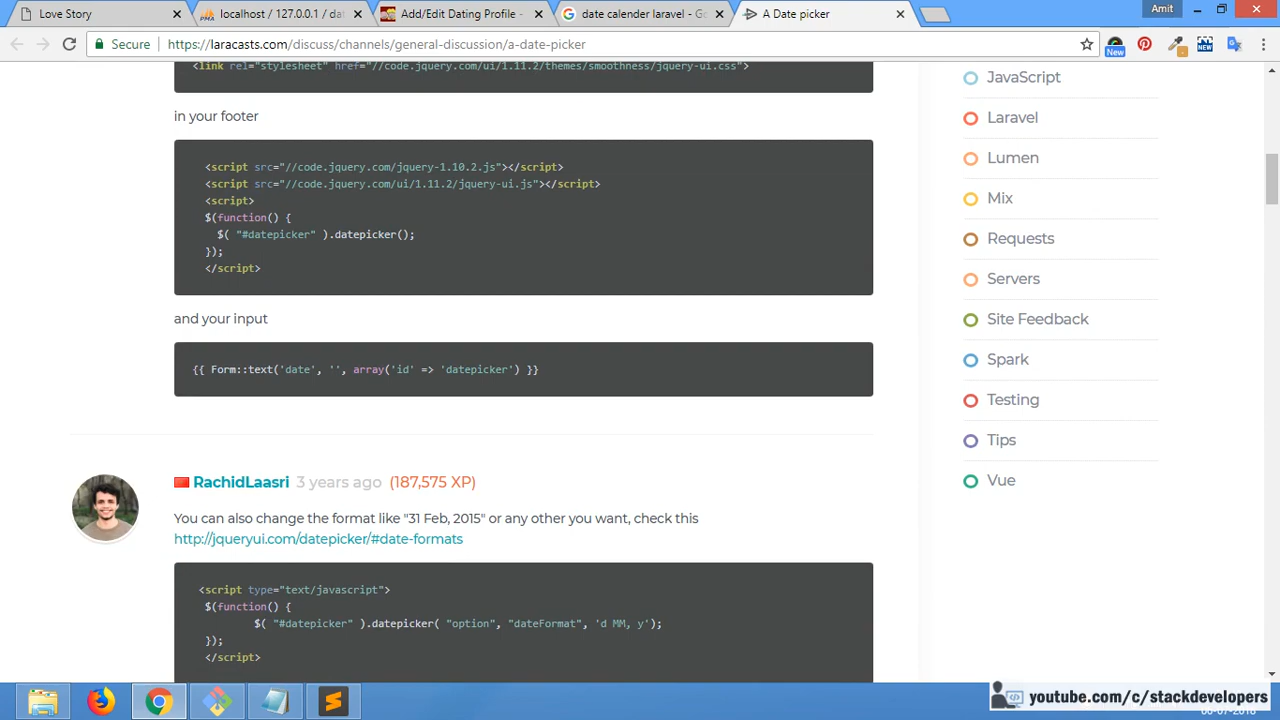 Love Story
localhost / 127.0.0.1 / dat
Add/Edit Dating Profile -
date calender laravel - Go
A Date picker
Amit
Secure
https://laracasts.com/discuss/channels/general-discussion/a-date-picker
New
NEW
<link rel="stylesheet" href="//code.jquery.com/ui/1.11.2/themes/smoothness/jquery-ui.css">
in your footer
<script src="//code.jquery.com/jquery-1.10.2.js"></script>
<script src="//code.jquery.com/ui/1.11.2/jquery-ui.js"></script>
<script>
$(function() {
$( "#datepicker" ).datepicker();
});
</script>
and your input
{{ Form::text('date', '', array('id' => 'datepicker') }}
RachidLaasri 3 years ago (187,575 XP)
You can also change the format like "31 Feb, 2015" or any other you want, check this
http://jqueryui.com/datepicker/#date-formats
<script type="text/javascript">
$(function() {
$( "#datepicker" ).datepicker( "option", "dateFormat", 'd MM, y');
});
</script>
JavaScript
Laravel
Lumen
Mix
Requests
Servers
Site Feedback
Spark
Testing
Tips
Vue
youtube.com/c/stackdevelopers